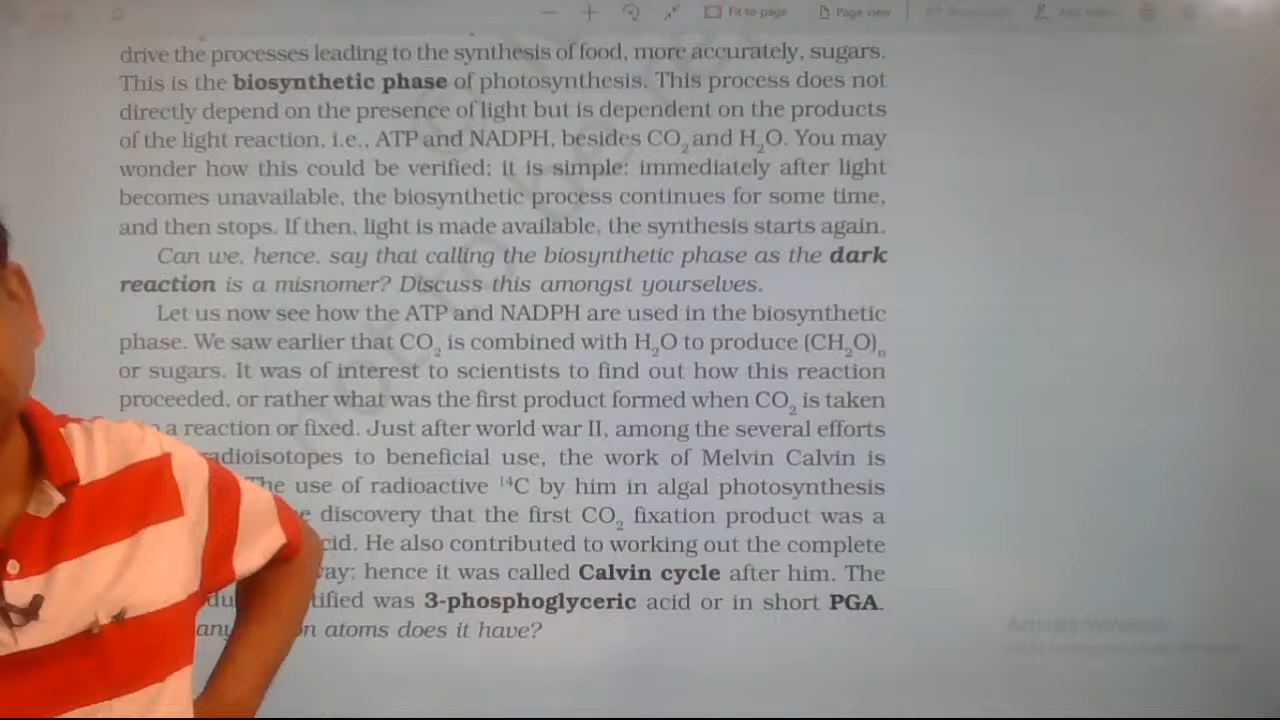 Fit to page Page view
drive the processes leading to the synthesis of food, more accurately, sugars.
This is the biosynthetic phase of photosynthesis. This process does not
directly depend on the presence of light but is dependent on the products
of the light reaction, i.e., ATP and NADPH, besides CO₂ and H₂O. You may
wonder how this could be verified; it is simple: immediately after light
becomes unavailable, the biosynthetic process continues for some time,
and then stops. If then, light is made available, the synthesis starts again.
Can we, hence, say that calling the biosynthetic phase as the dark
reaction is a misnomer? Discuss this amongst yourselves.
Let us now see how the ATP and NADPH are used in the biosynthetic
phase. We saw earlier that CO₂ is combined with H₂O to produce (CH₂O)ₙ
or sugars. It was of interest to scientists to find out how this reaction
proceeded, or rather what was the first product formed when CO₂ is taken
a reaction or fixed. Just after world war II, among the several efforts
to beneficial use, the work of Melvin Calvin is
use of radioactive ¹⁴C by him in algal photosynthesis
discovery that the first CO₂ fixation product was a
He also contributed to working out the complete
hence it was called Calvin cycle after him. The
was 3-phosphoglyceric acid or in short PGA.
atoms does it have?
Activate Windows